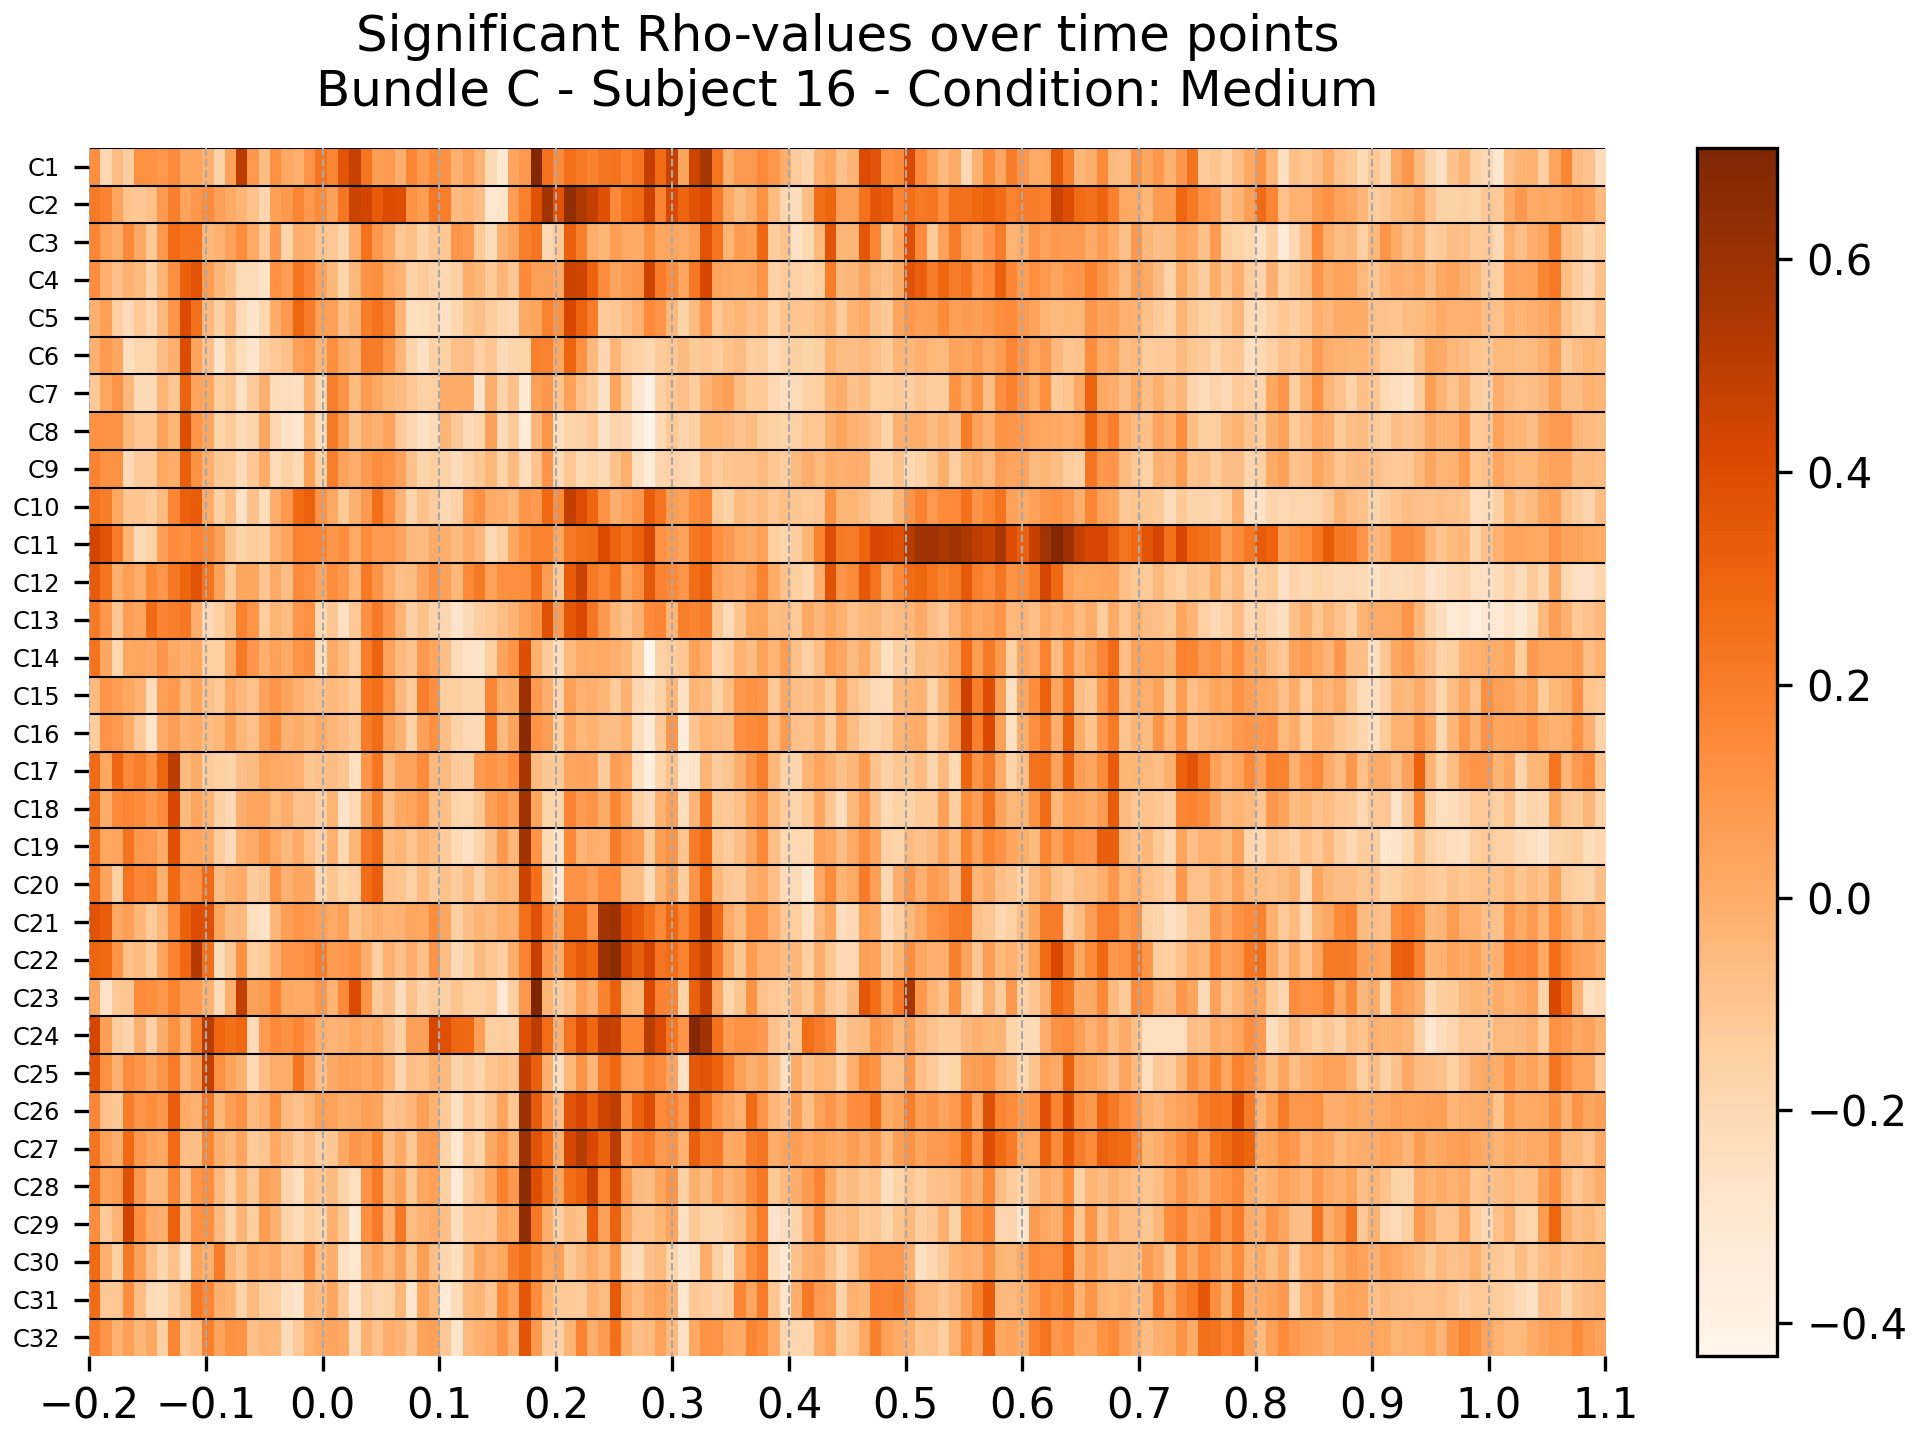 Significant Rho-values over time points
Bundle C - Subject 16 - Condition: Medium
C1
C2
C3
C4
C5
C6
C7
C8
C9
C10
C11
C12
C13
C14
C15
C16
C17
C18
C19
C20
C21
C22
C23
C24
C25
C26
C27
C28
C29
C30
C31
C32
−0.2 −0.1 0.0 0.1 0.2 0.3 0.4 0.5 0.6 0.7 0.8 0.9 1.0 1.1
0.6
0.4
0.2
0.0
−0.2
−0.4